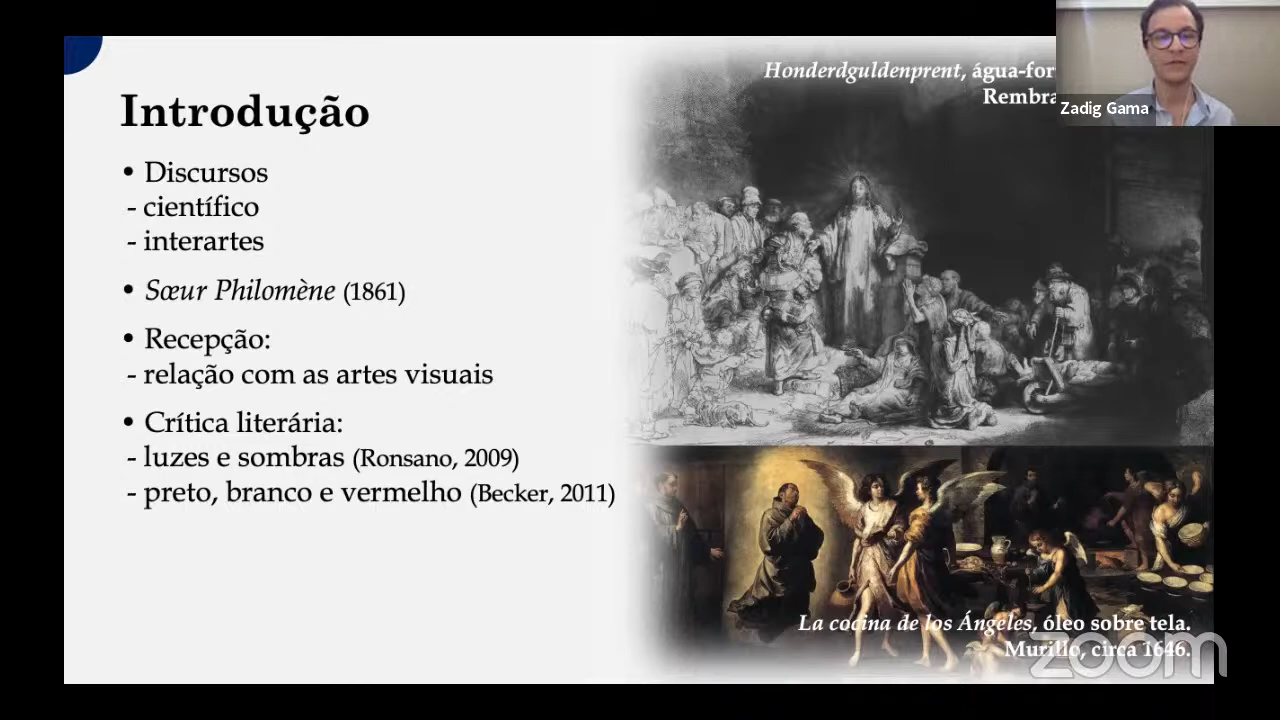 Introdução
• Discursos
- científico
- interartes
• Sœur Philomène (1861)
• Recepção:
- relação com as artes visuais
• Crítica literária:
- luzes e sombras (Ronsano, 2009)
- preto, branco e vermelho (Becker, 2011)
Honderdguldenprent, água-for
Rembra
Zadig Gama
La cocina de los Ángeles, óleo sobre tela.
Murillo, circa 1646.
zoom